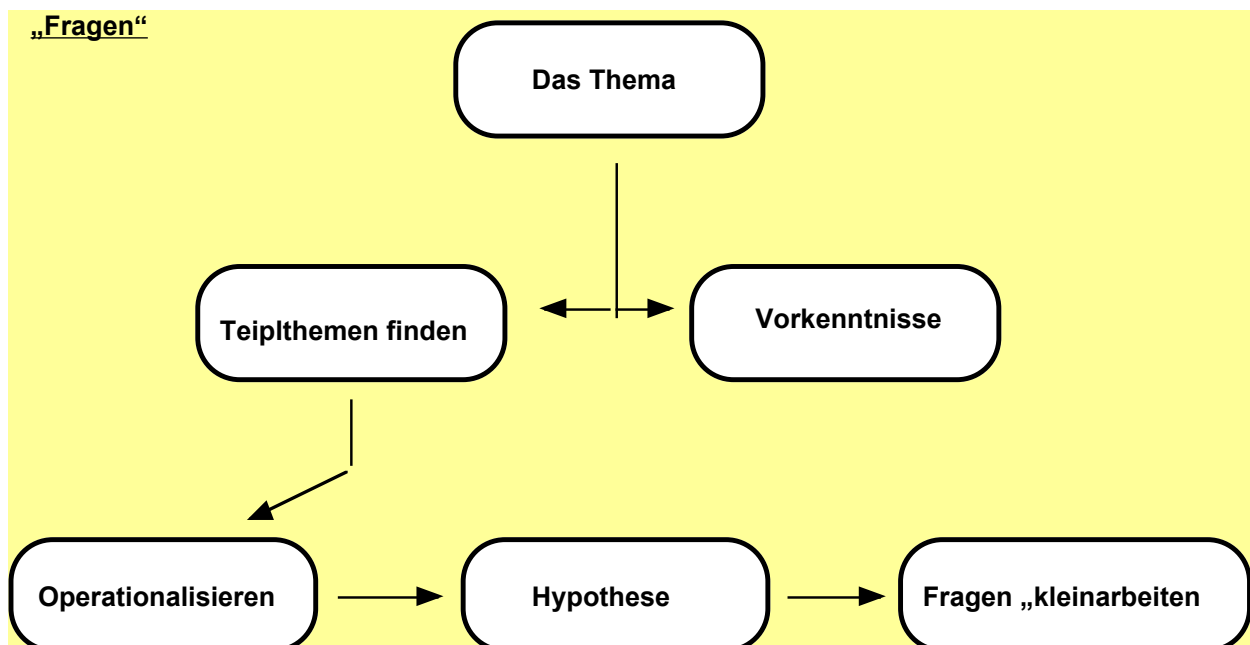 „Fragen“
Das Thema
Teiplthemen finden
Vorkenntnisse
Operationalisieren
Hypothese
Fragen „kleinarbeiten